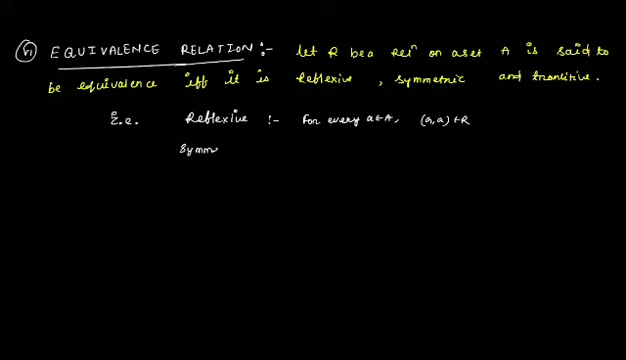 (vi) EQUIVALENCE RELATION :- let R be a Relⁿ on a set A is said to
be equivalence iff it is Reflexive , symmetric and transitive .
I.e. Reflexive :- For every a∈A, (a,a)∈R
symm